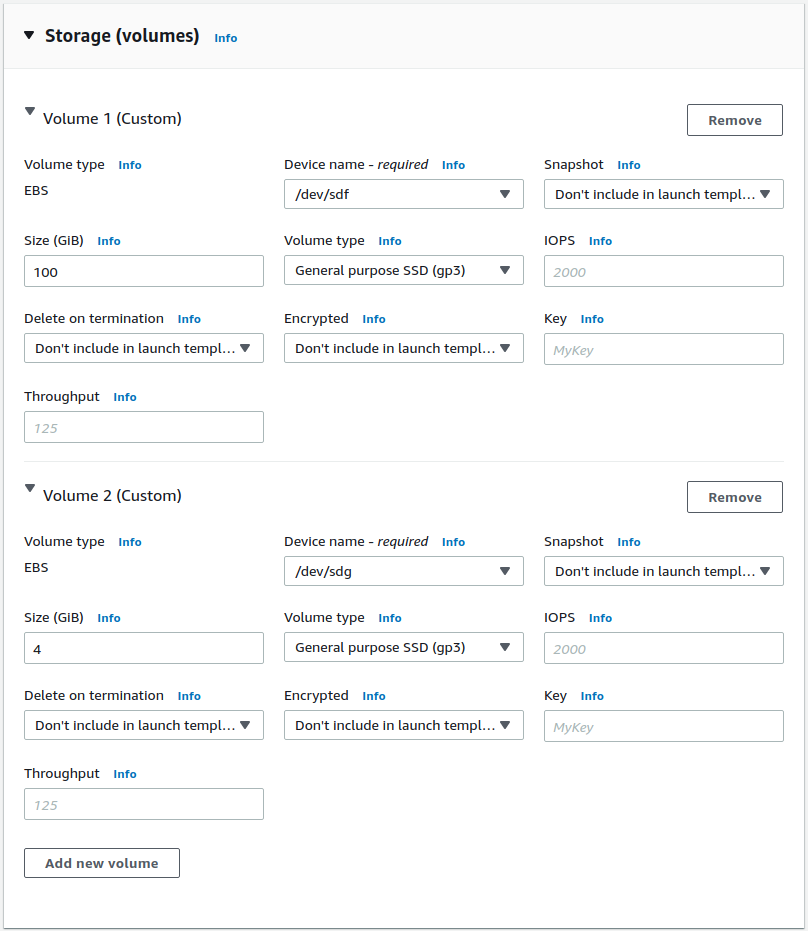 Storage (volumes) Info
Volume 1 (Custom)
Remove
Volume type Info
Device name - required Info
Snapshot Info
EBS
/dev/sdf
Don't include in launch templ...
Size (GiB) Info
Volume type Info
IOPS Info
100
General purpose SSD (gp3)
2000
Delete on termination Info
Encrypted Info
Key Info
Don't include in launch templ...
Don't include in launch templ...
MyKey
Throughput Info
125
Volume 2 (Custom)
Remove
Volume type Info
Device name - required Info
Snapshot Info
EBS
/dev/sdg
Don't include in launch templ...
Size (GiB) Info
Volume type Info
IOPS Info
4
General purpose SSD (gp3)
2000
Delete on termination Info
Encrypted Info
Key Info
Don't include in launch templ...
Don't include in launch templ...
MyKey
Throughput Info
125
Add new volume